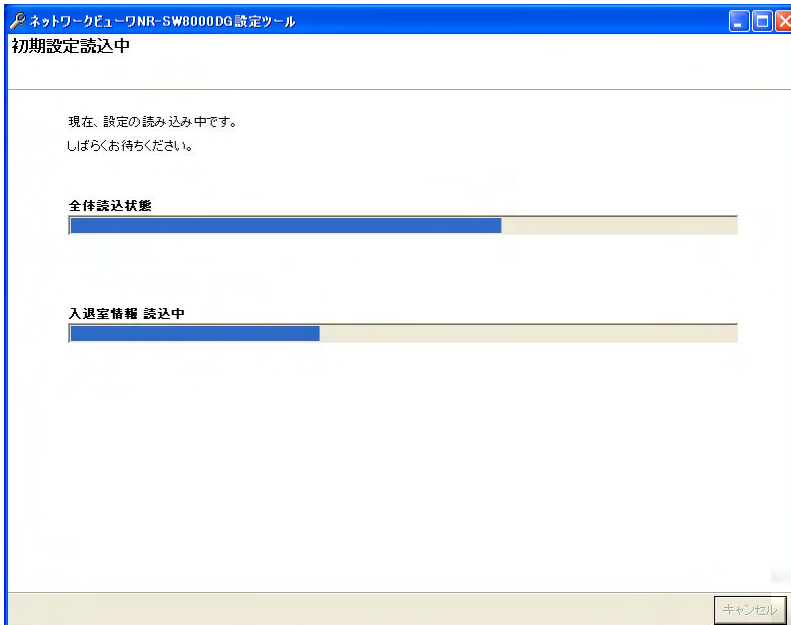 ネットワークビューワNR-SW8000DG設定ツール
初期設定読込中
現在、設定の読み込み中です。
しばらくお待ちください。
全体読込状態
入退室情報 読込中
キャンセル